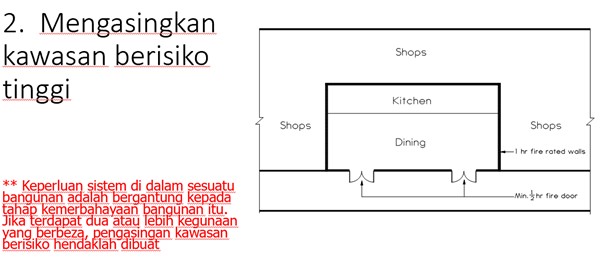 2. Mengasingkan
kawasan berisiko
tinggi
** Keperluan sistem di dalam sesuatu
bangunan adalah bergantung kepada
tahap kemerbahayaan bangunan itu.
Jika terdapat dua atau lebih kegunaan
yang berbeza, pengasingan kawasan
berisiko hendaklah dibuat
Shops
Kitchen
Shops
Shops
Dining
1 hr fire rated walls
Min. ½ hr fire door